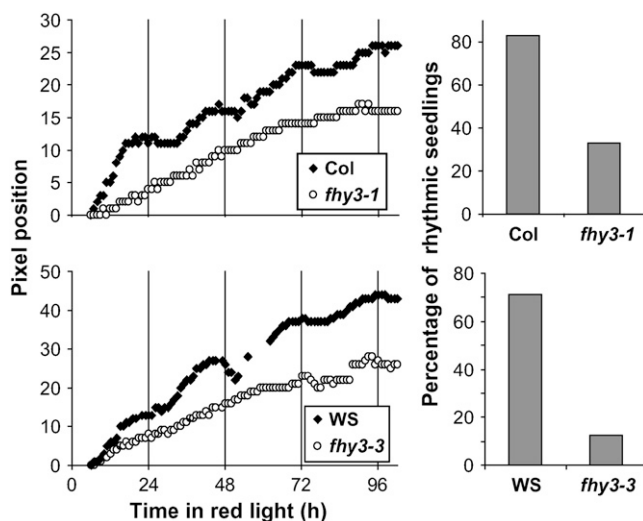 30
25
20
15
10
5
0
Col
fhy3-1
Pixel position
50
40
30
20
10
0
WS
fhy3-3
0 24 48 72 96
Time in red light (h)
80
60
40
20
0
Col fhy3-1
Percentage of rhythmic seedlings
80
60
40
20
0
WS fhy3-3